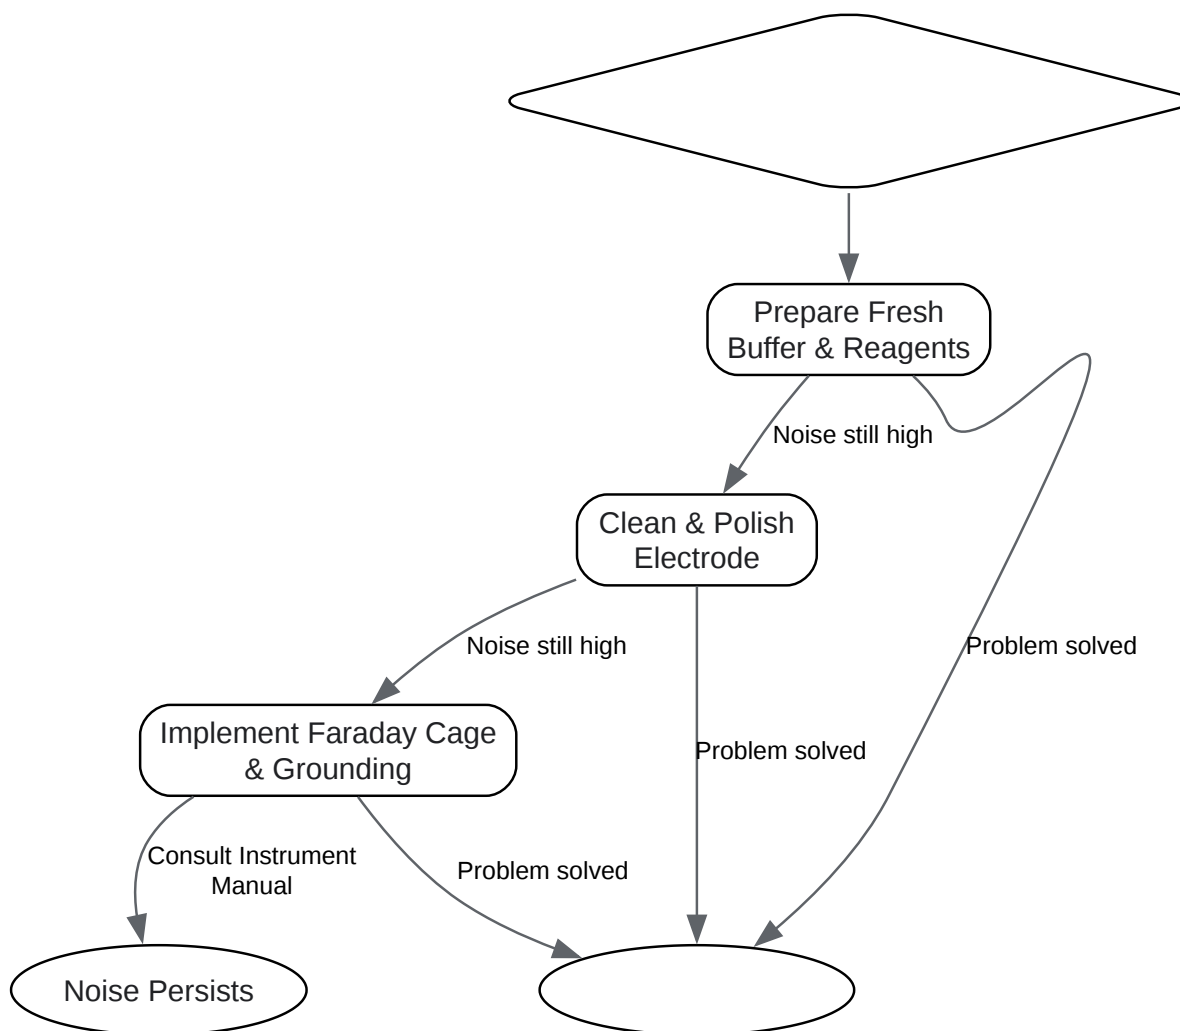 Prepare Fresh
Buffer & Reagents
Noise still high
Clean & Polish
Electrode
Noise still high
Problem solved
Implement Faraday Cage
& Grounding
Problem solved
Consult Instrument
Manual
Problem solved
Noise Persists